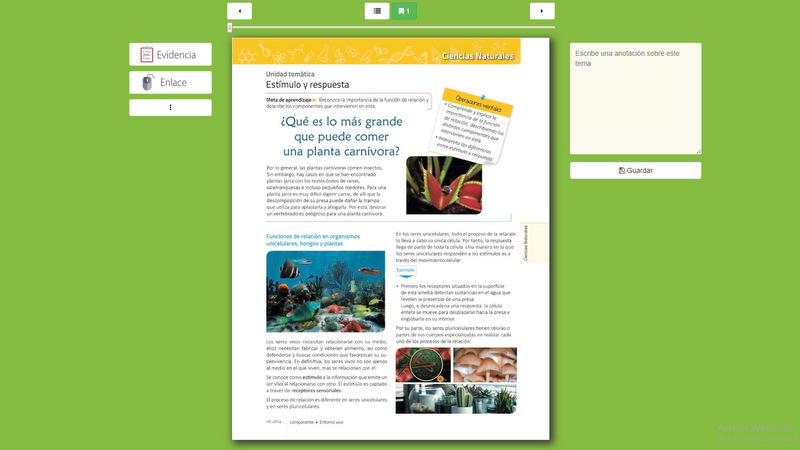 1
Evidencia
Enlace
Escribe una anotación sobre este
tema
Guardar
Ciencias Naturales
Unidad temática
Estímulo y respuesta
Meta de aprendizaje Reconoce la importancia de la función de relación y
describe los componentes que intervienen en esta.
Operaciones mentales
• Comprendo y explica la
importancia de la función
de relación, describiendo los
distintos componentes que
intervienen en esta.
• Interpreta las diferencias
entre estímulo y respuesta.
¿Qué es lo más grande
que puede comer
una planta carnívora?
Por lo general, las plantas carnívoras comen insectos.
Sin embargo, hay casos en que se han encontrado
plantas jarra con los restos óseos de ranas,
salamanquesas e incluso pequeños roedores. Para una
planta jarra es muy difícil digerir carne, de allí que la
descomposición de su presa puede dañar la trampa
que utiliza para aplastarla y ahogarla. Por esto, devorar
un vertebrado es peligroso para una planta carnívora.
Funciones de relación en organismos
unicelulares, hongos y plantas
Los seres vivos necesitan relacionarse con su medio,
ellos necesitan fabricar y obtener alimento, así como
defenderse y buscar condiciones que favorezcan su su-
pervivencia. En definitiva, los seres vivos no son ajenos
al medio en el que viven, más se relacionan con él.
Se conoce como estímulo a la información que emite un
ser vivo al relacionarse con otro. El estímulo es captado
a través de receptores sensoriales.
El proceso de relación es diferente en seres unicelulares
y en seres pluricelulares.
Componente • Entorno vivo
En los seres unicelulares, todo el proceso de la relación
lo lleva a cabo su única célula. Por tanto, la respuesta
llega de parte de toda la célula. Una manera en la que
los seres unicelulares responden a los estímulos es a
través del movimiento celular.
Ejemplo
• Primero los receptores situados en la superficie
de esta ameba detectan sustancias en el agua que
revelan la presencia de una presa.
Luego, e desencadena una respuesta: la célula
entera se mueve para desplazarse hacia la presa y
englobarla en su interior.
Por su parte, los seres pluricelulares tienen células o
partes de sus cuerpos especializadas en realizar cada
uno de los procesos de la relación.
Ciencias Naturales